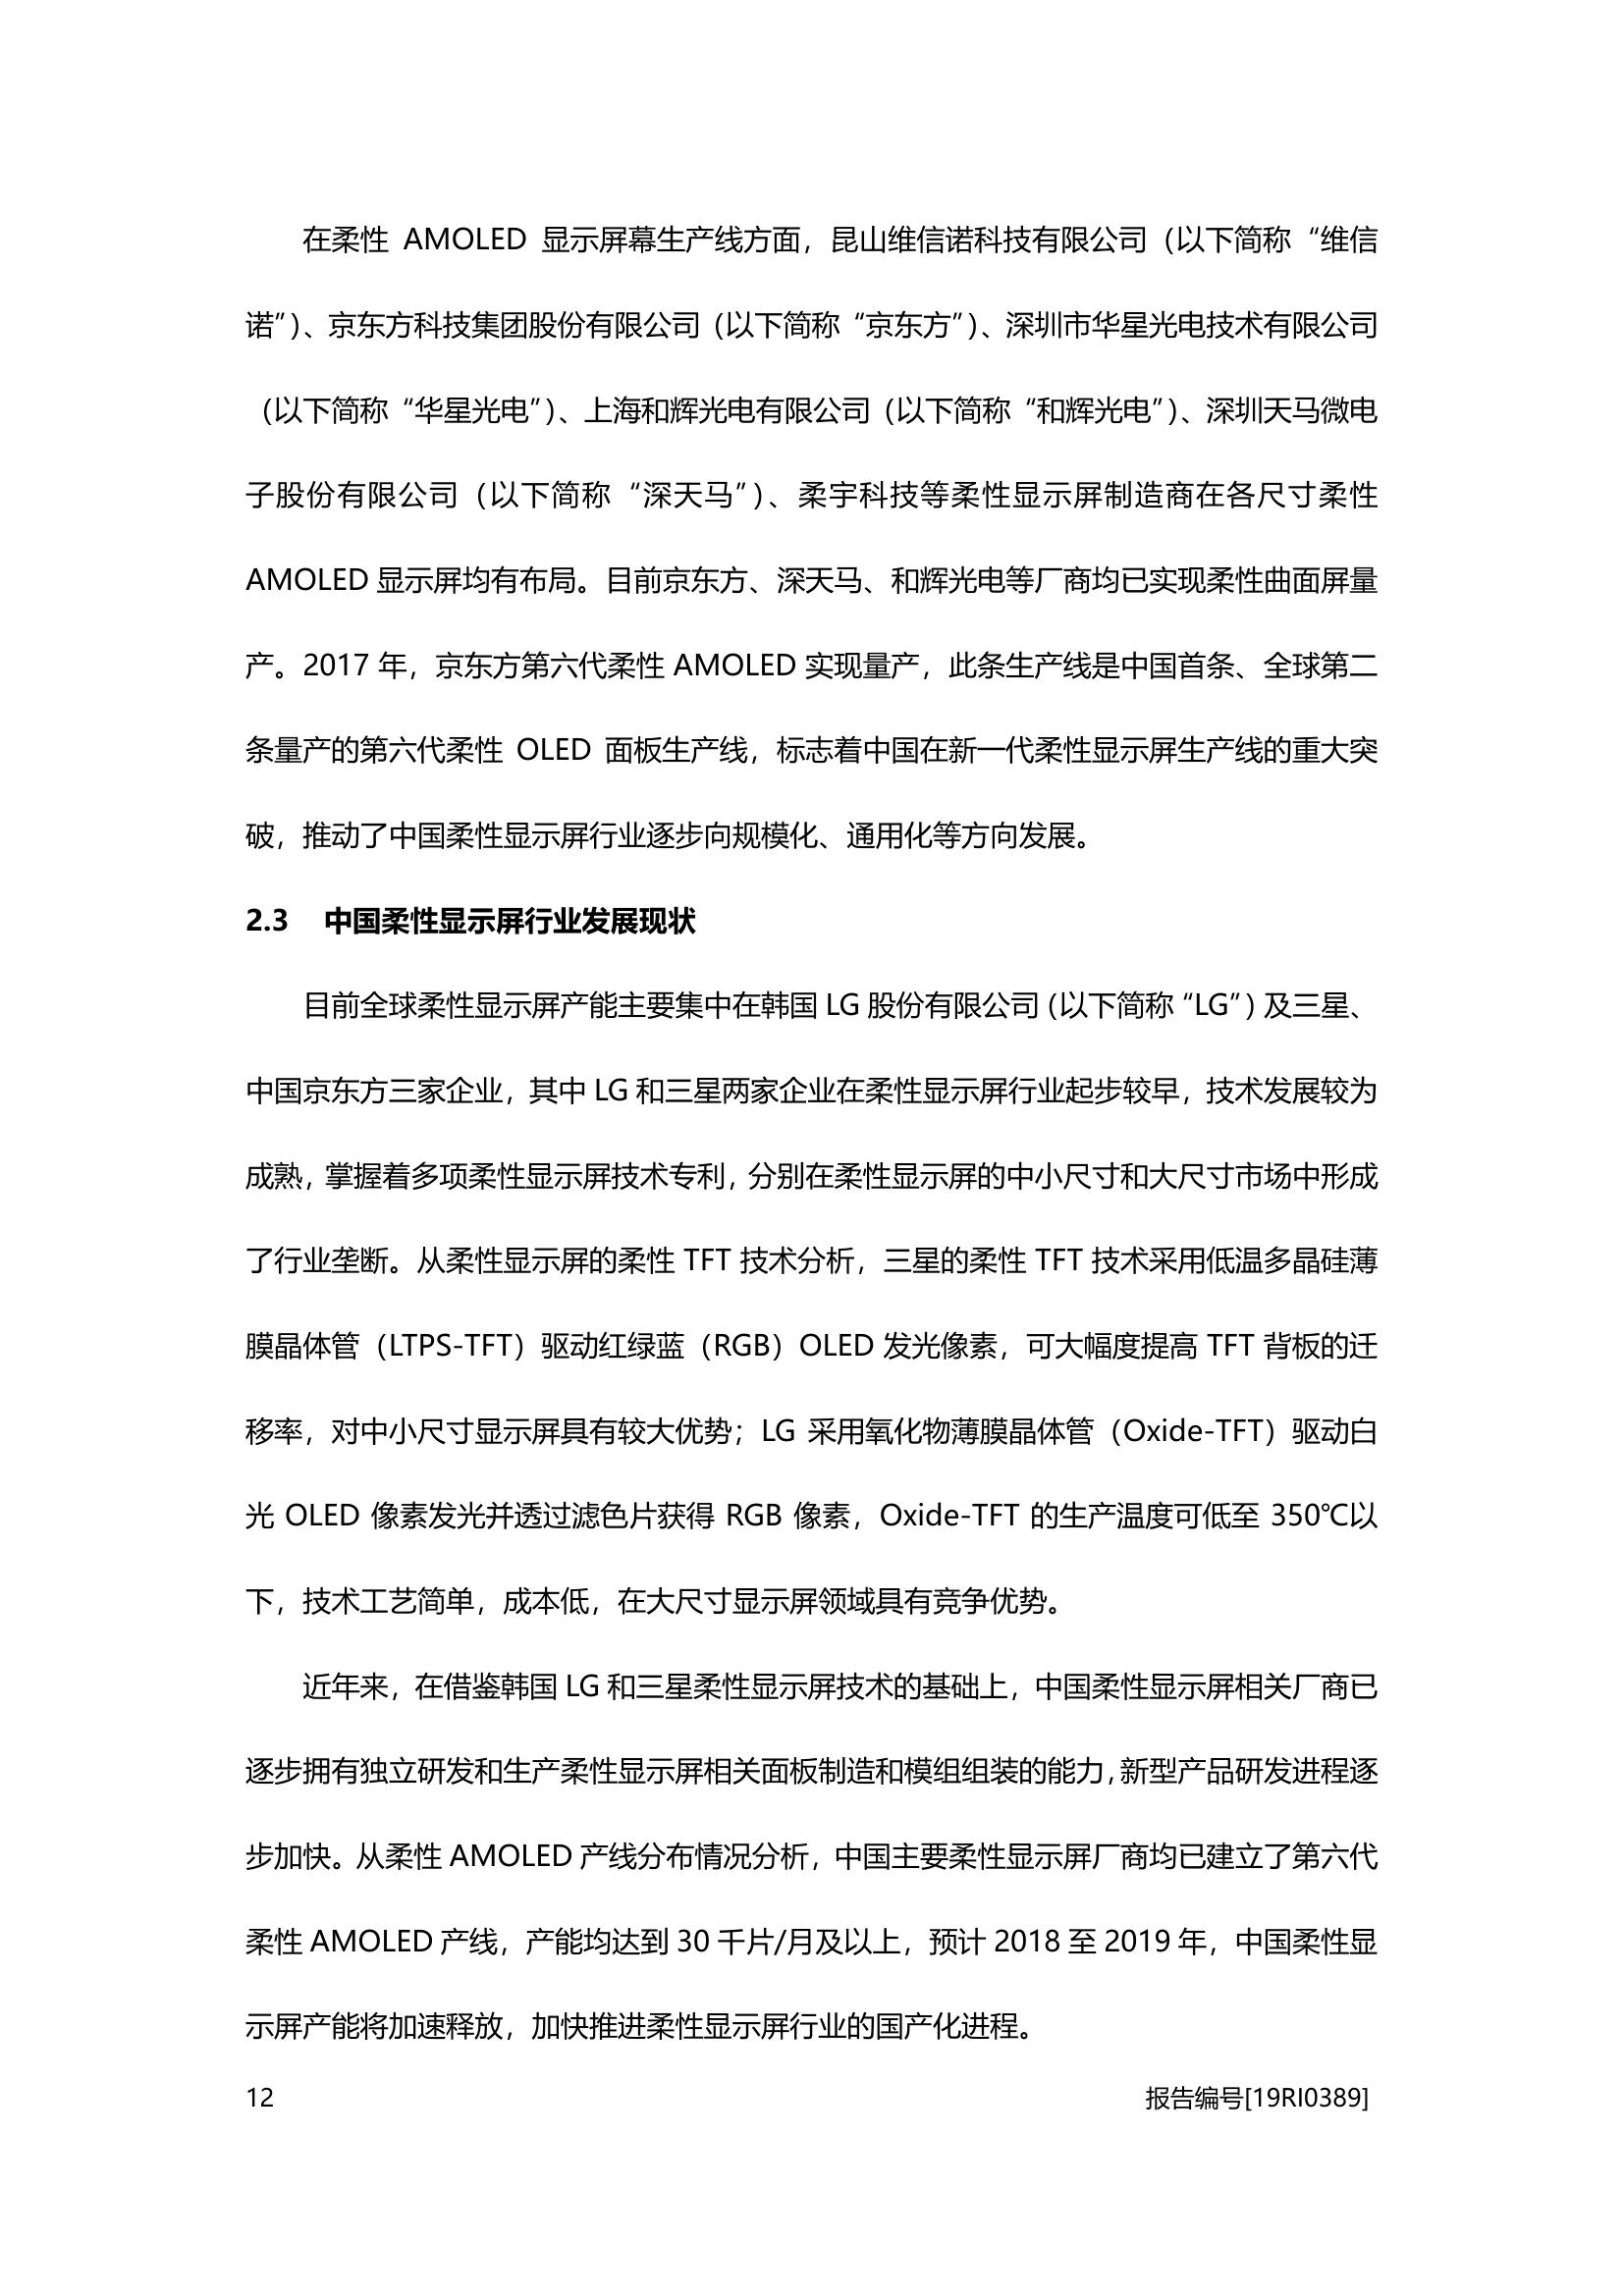 在柔性 AMOLED 显示屏幕生产线方面，昆山维信诺科技有限公司（以下简称“维信
诺”）、京东方科技集团股份有限公司（以下简称“京东方”）、深圳市华星光电技术有限公司
（以下简称“华星光电”）、上海和辉光电有限公司（以下简称“和辉光电”）、深圳天马微电
子股份有限公司（以下简称“深天马”）、柔宇科技等柔性显示屏制造商在各尺寸柔性
AMOLED 显示屏均有布局。目前京东方、深天马、和辉光电等厂商均已实现柔性曲面屏量
产。2017 年，京东方第六代柔性 AMOLED 实现量产，此条生产线是中国首条、全球第二
条量产的第六代柔性 OLED 面板生产线，标志着中国在新一代柔性显示屏生产线的重大突
破，推动了中国柔性显示屏行业逐步向规模化、通用化等方向发展。
2.3 中国柔性显示屏行业发展现状
目前全球柔性显示屏产能主要集中在韩国 LG 股份有限公司（以下简称“LG”）及三星、
中国京东方三家企业，其中 LG 和三星两家企业在柔性显示屏行业起步较早，技术发展较为
成熟，掌握着多项柔性显示屏技术专利，分别在柔性显示屏的中小尺寸和大尺寸市场中形成
了行业垄断。从柔性显示屏的柔性 TFT 技术分析，三星的柔性 TFT 技术采用低温多晶硅薄
膜晶体管（LTPS-TFT）驱动红绿蓝（RGB）OLED 发光像素，可大幅度提高 TFT 背板的迁
移率，对中小尺寸显示屏具有较大优势；LG 采用氧化物薄膜晶体管（Oxide-TFT）驱动白
光 OLED 像素发光并透过滤色片获得 RGB 像素，Oxide-TFT 的生产温度可低至 350℃以
下，技术工艺简单，成本低，在大尺寸显示屏领域具有竞争优势。
近年来，在借鉴韩国 LG 和三星柔性显示屏技术的基础上，中国柔性显示屏相关厂商已
逐步拥有独立研发和生产柔性显示屏相关面板制造和模组组装的能力，新型产品研发进程逐
步加快。从柔性 AMOLED 产线分布情况分析，中国主要柔性显示屏厂商均已建立了第六代
柔性 AMOLED 产线，产能均达到 30 千片/月及以上，预计 2018 至 2019 年，中国柔性显
示屏产能将加速释放，加快推进柔性显示屏行业的国产化进程。
12 报告编号[19RI0389]